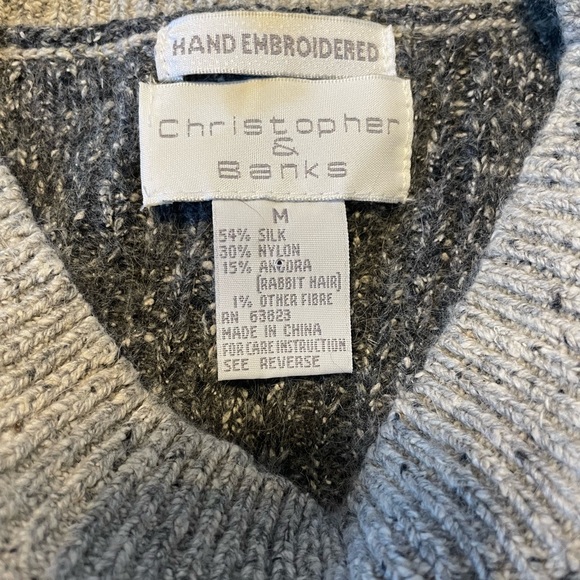 HAND EMBROIDERED
Christopher
&
Banks
M
54% SILK
30% NYLON
15% ANGORA
(RABBIT HAIR)
1% OTHER FIBRE
RN 63823
MADE IN CHINA
FOR CARE INSTRUCTION
SEE REVERSE